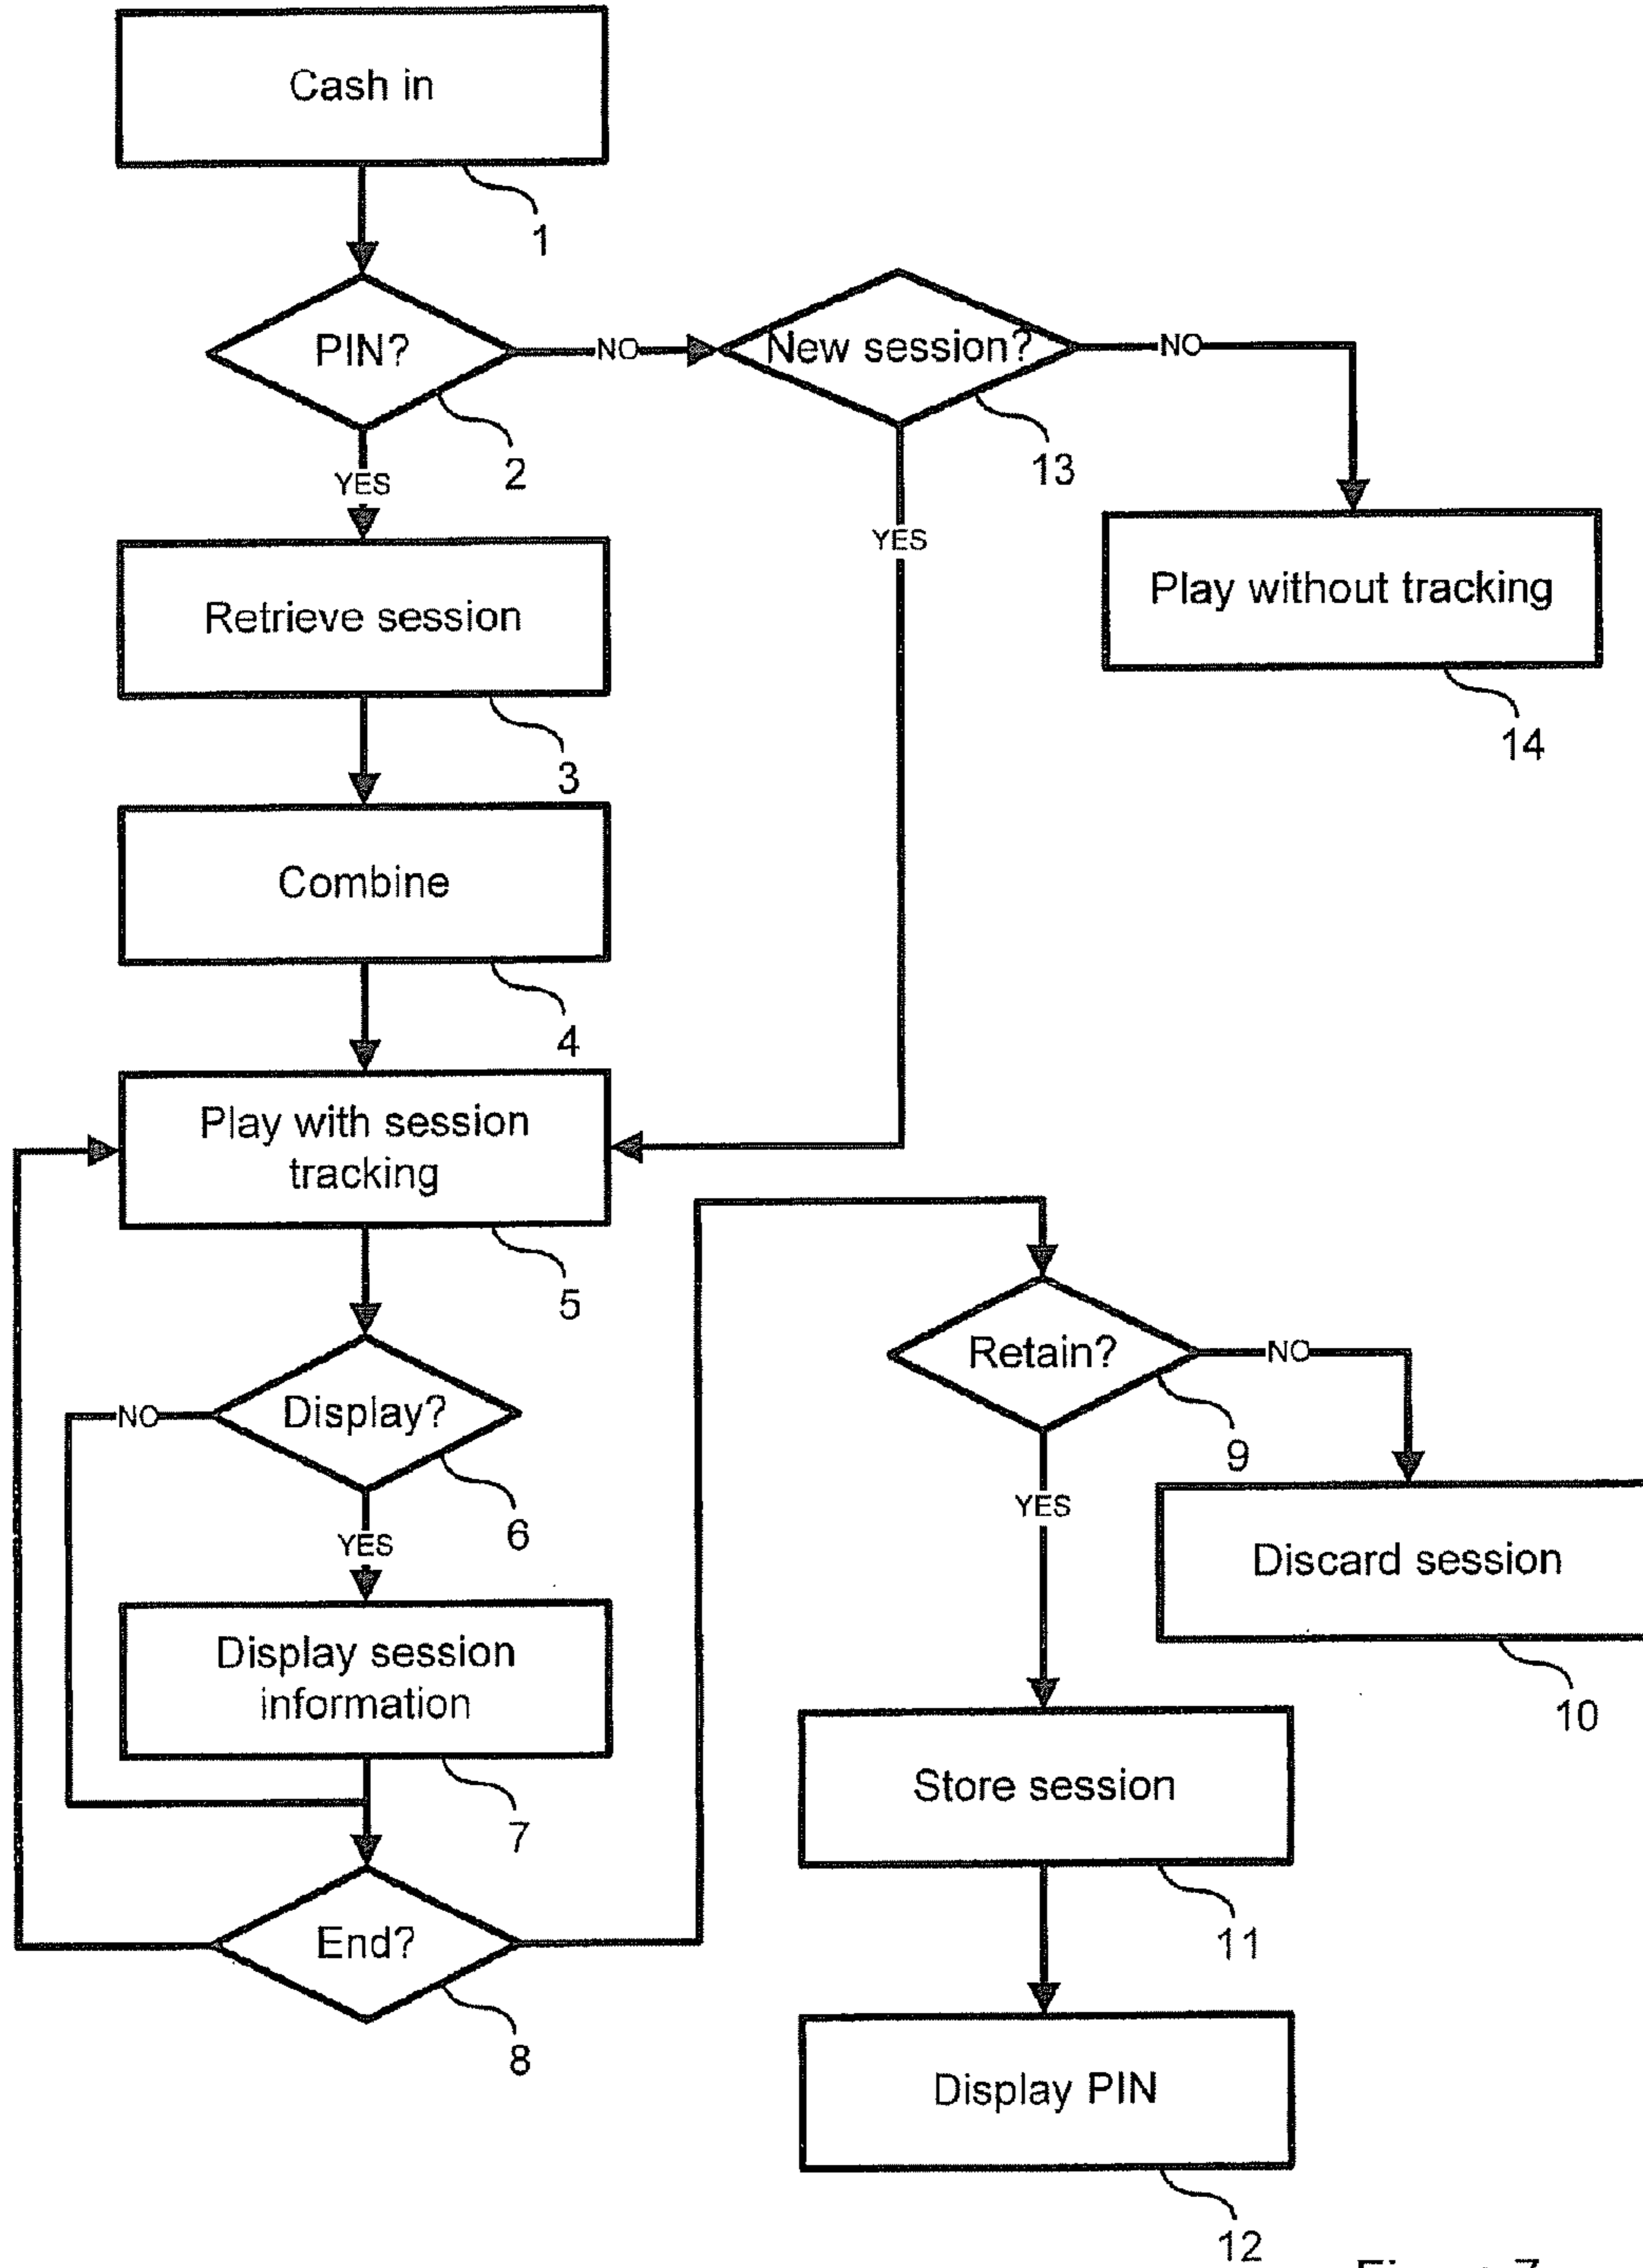 Cash in
1
PIN?
NO
New session?
NO
2
13
YES
YES
Retrieve session
Play without tracking
3
14
Combine
4
Play with session
tracking
5
Retain?
NO
Display?
NO
9
6
YES
YES
Discard session
Display session
information
10
Store session
7
End?
11
8
Display PIN
12